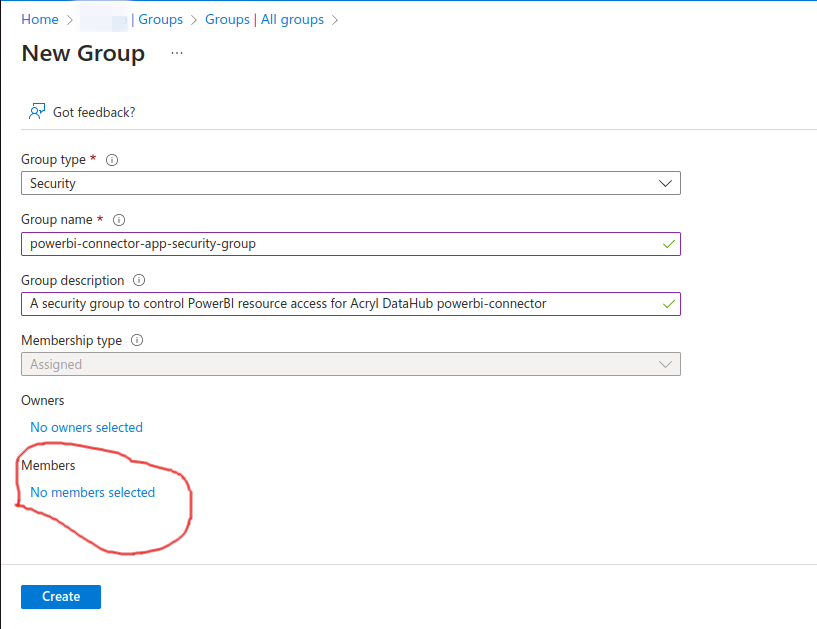 Home > | Groups > Groups | All groups >
New Group ...
Got feedback?
Group type *
Security
Group name *
powerbi-connector-app-security-group
Group description
A security group to control PowerBI resource access for Acryl DataHub powerbi-connector
Membership type
Assigned
Owners
No owners selected
Members
No members selected
Create